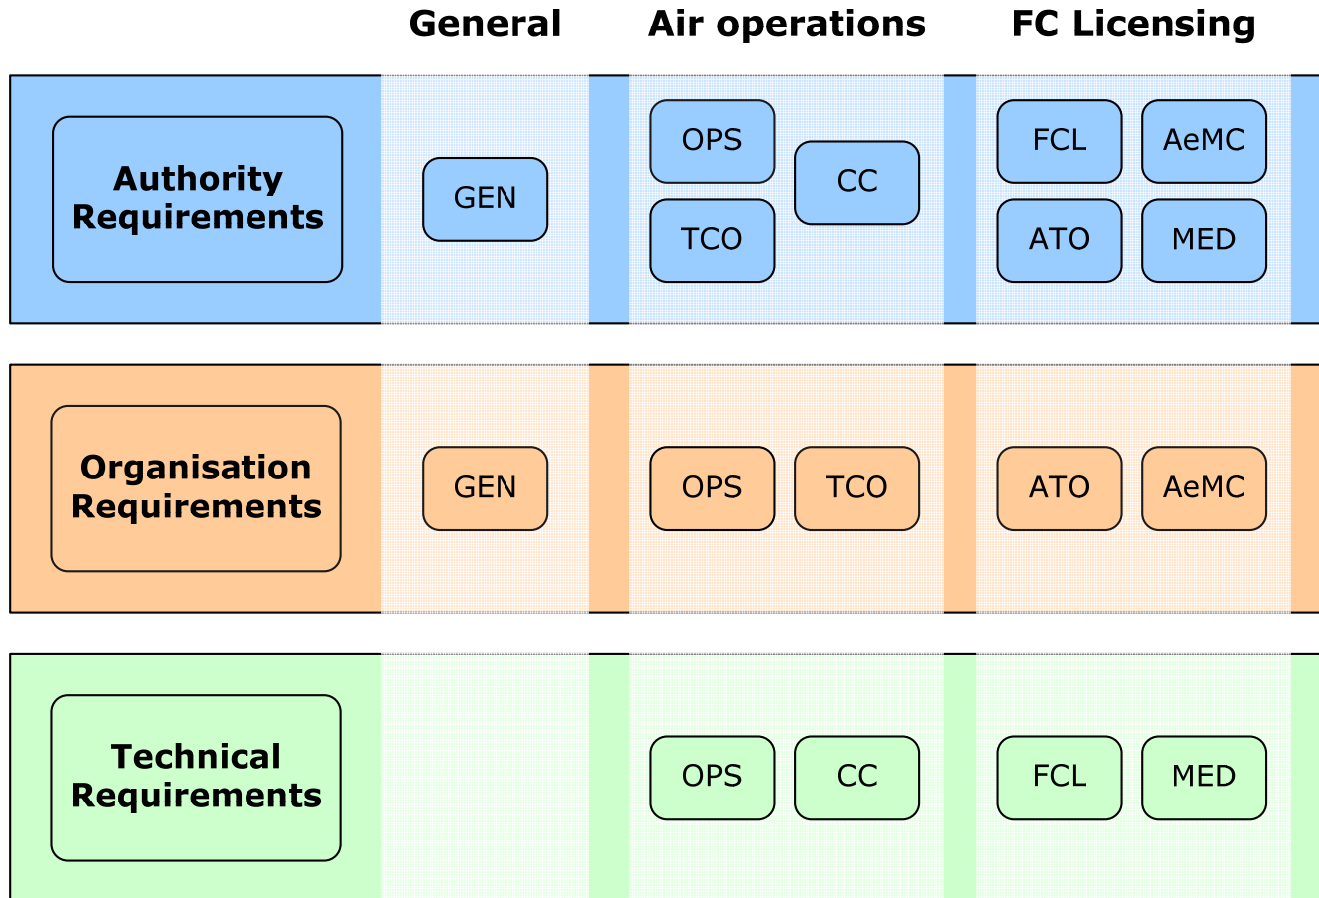 General Air operations FC Licensing
Authority
Requirements
GEN
OPS
CC
TCO
FCL AeMC
ATO MED
Organisation
Requirements
GEN OPS TCO ATO AeMC
Technical
Requirements
OPS CC FCL MED